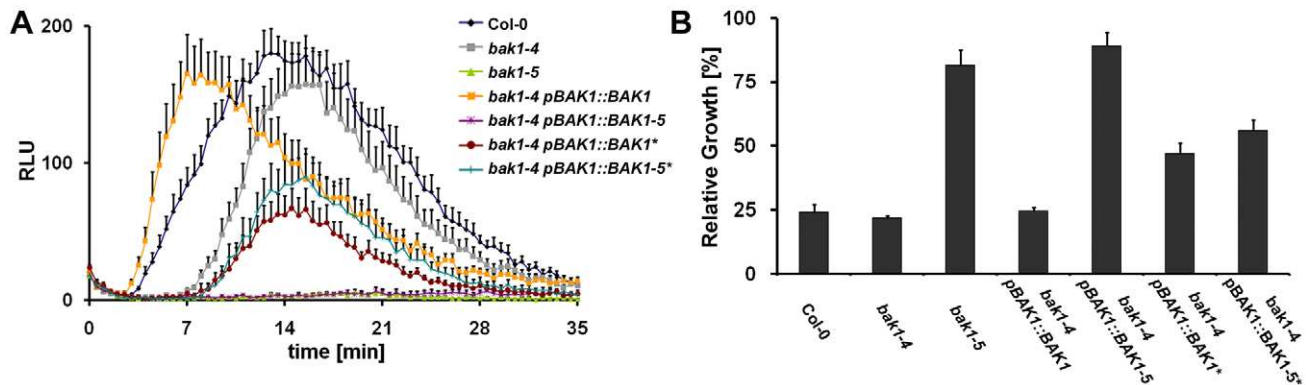 A
200
100
0
RLU
0 7 14 21 28 35
time [min]
Col-0
bak1-4
bak1-5
bak1-4 pBAK1::BAK1
bak1-4 pBAK1::BAK1-5
bak1-4 pBAK1::BAK1*
bak1-4 pBAK1::BAK1-5*
B
100
75
50
25
0
Relative Growth [%]
Col-0
bak1-4
bak1-5
bak1-4
pBAK1::BAK1
bak1-4
pBAK1::BAK1-5
bak1-4
pBAK1::BAK1*
bak1-4
pBAK1::BAK1-5*